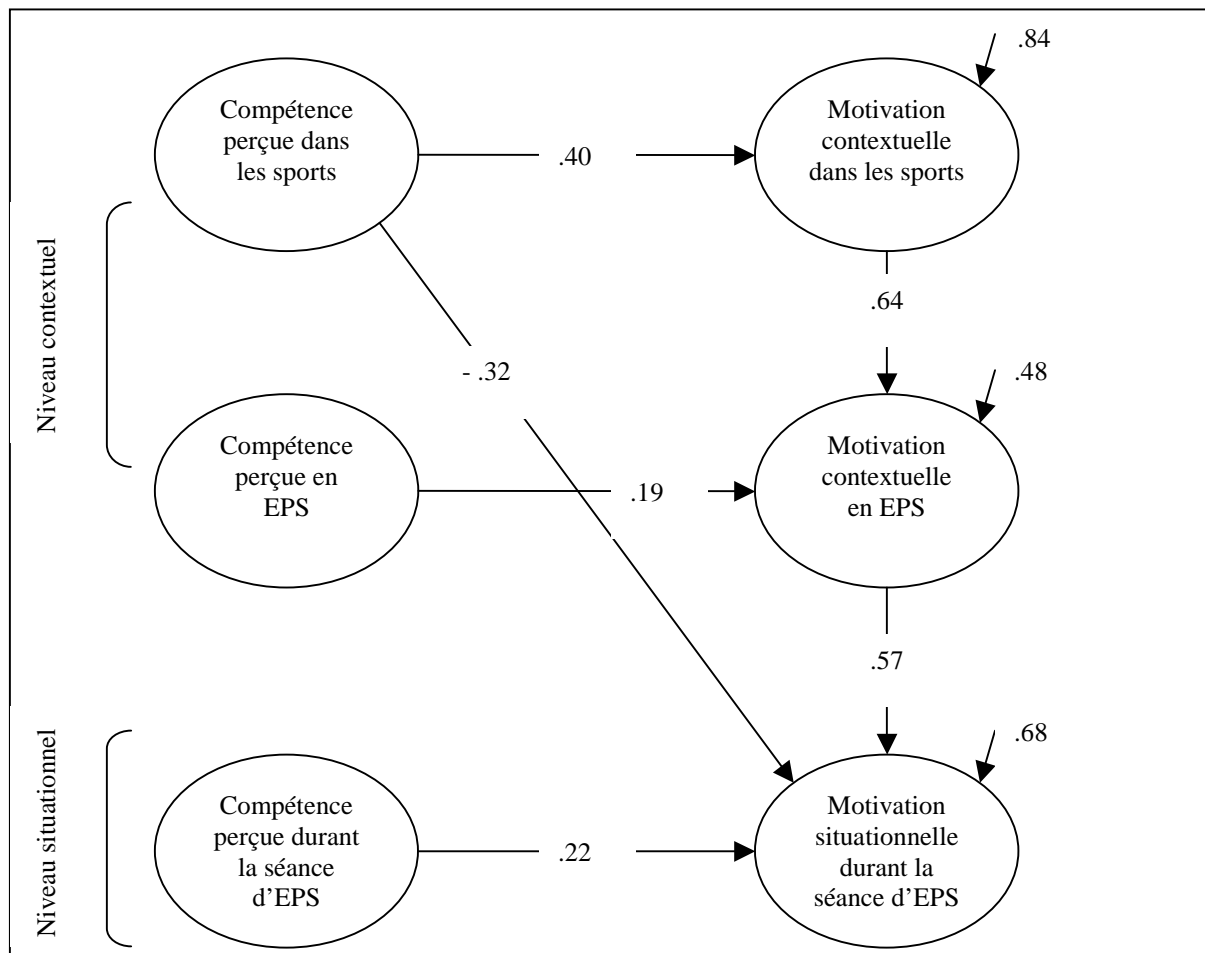 .84
Compétence
perçue dans
les sports
Motivation
contextuelle
dans les sports
.40
Niveau contextuel
.64
- .32
.48
Compétence
perçue en
EPS
Motivation
contextuelle
en EPS
.19
.57
Niveau situationnel
.68
Compétence
perçue durant
la séance
d’EPS
Motivation
situationnelle
durant la
séance d’EPS
.22